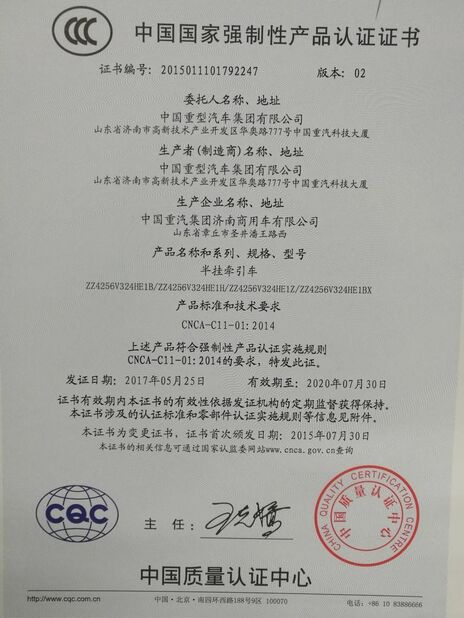 中国国家强制性产品认证证书
证书编号: 2015011101792247 版本: 02
委托人名称、地址
中国重型汽车集团有限公司
山东省济南市高新技术产业开发区华奥路777号中国重汽科技大厦
生产者(制造商)名称、地址
中国重型汽车集团有限公司
山东省济南市高新技术产业开发区华奥路777号中国重汽科技大厦
生产企业名称、地址
中国重汽集团济南商用车有限公司
山东省章丘市圣井潘王路西
产品名称和系列、规格、型号
半挂牵引车
ZZ4256V324HE1B/ZZ4256V324HE1H/ZZ4256V324HE1Z/ZZ4256V324HE1BX
产品标准和技术要求
CNCA-C11-01:2014
上述产品符合强制性产品认证实施规则
CNCA-C11-01:2014的要求，特发此证。
发证日期: 2017年05月25日 有效期至: 2020年07月30日
证书有效期内本证书的有效性依据发证机构的定期监督获得保持。
本证书涉及的认证标准和零部件认证实施规则等信息见附件。
本证书为变更证书，证书首次颁发日期: 2015年07月30日
本证书的相关信息可通过国家认监委网站www.cnca.gov.cn查询
CQC
主任:
CHINA QUALITY CERTIFICATION CENTRE
中国质量认证中心
中国质量认证中心
http://www.cqc.com.cn
中国·北京·南四环西路188号9区 100070
电话: +86 10 83886666